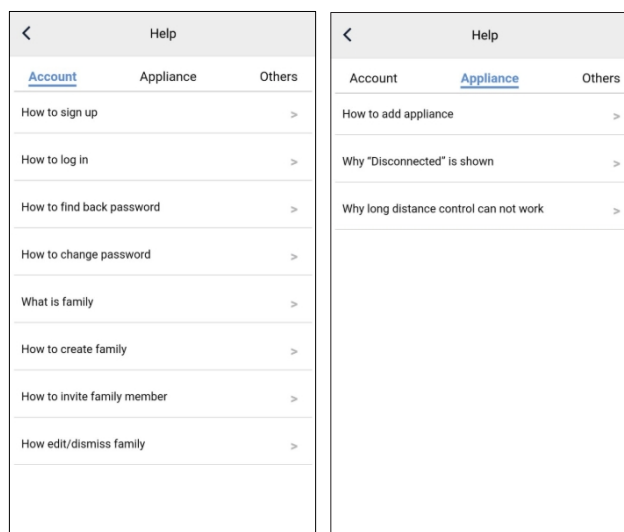 Help
Account Appliance Others
How to sign up >
How to log in >
How to find back password >
How to change password >
What is family >
How to create family >
How to invite family member >
How edit/dismiss family >
Help
Account Appliance Others
How to add appliance >
Why “Disconnected” is shown >
Why long distance control can not work >